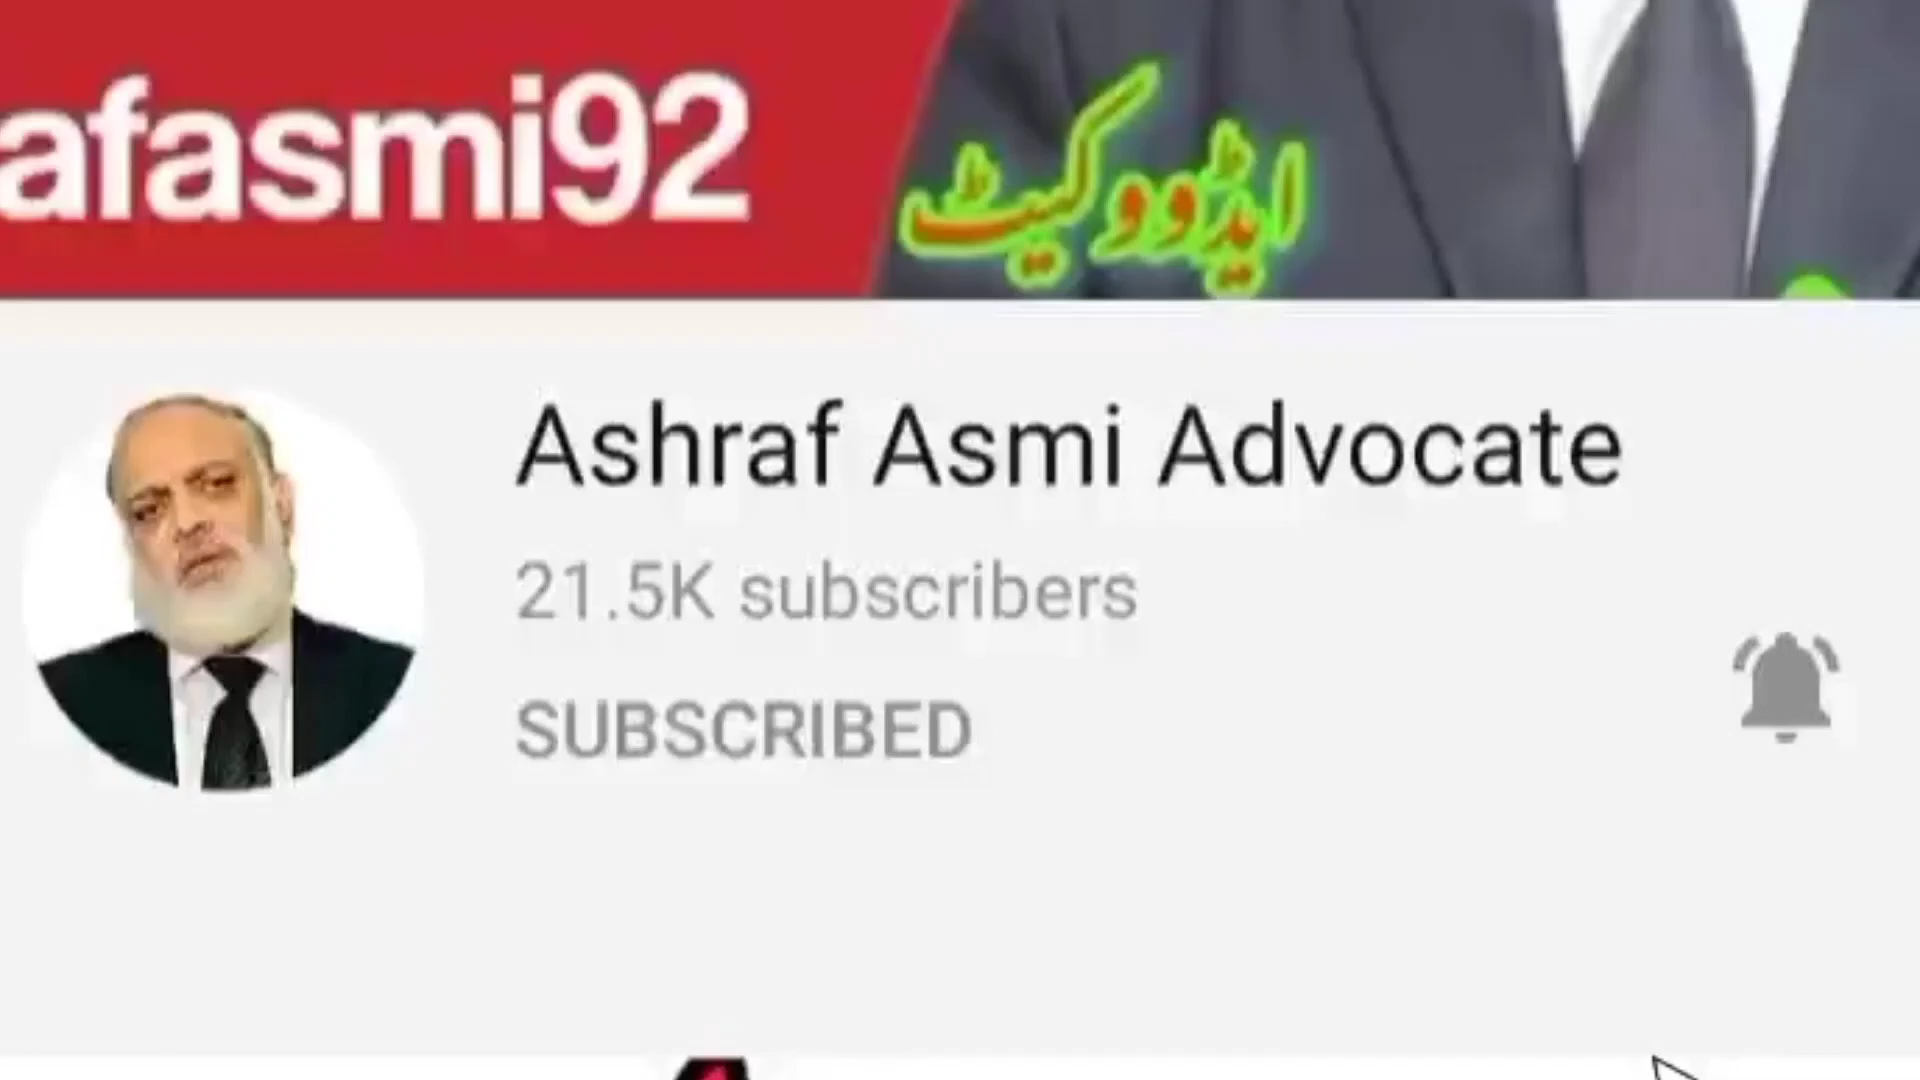 afasmi92
ایڈووکیٹ
Ashraf Asmi Advocate
21.5K subscribers
SUBSCRIBED